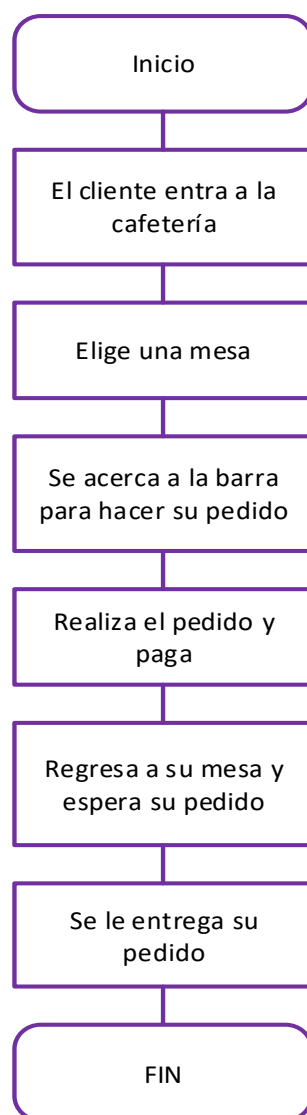 Inicio
El cliente entra a la
cafetería
Elige una mesa
Se acerca a la barra
para hacer su pedido
Realiza el pedido y
paga
Regresa a su mesa y
espera su pedido
Se le entrega su
pedido
FIN